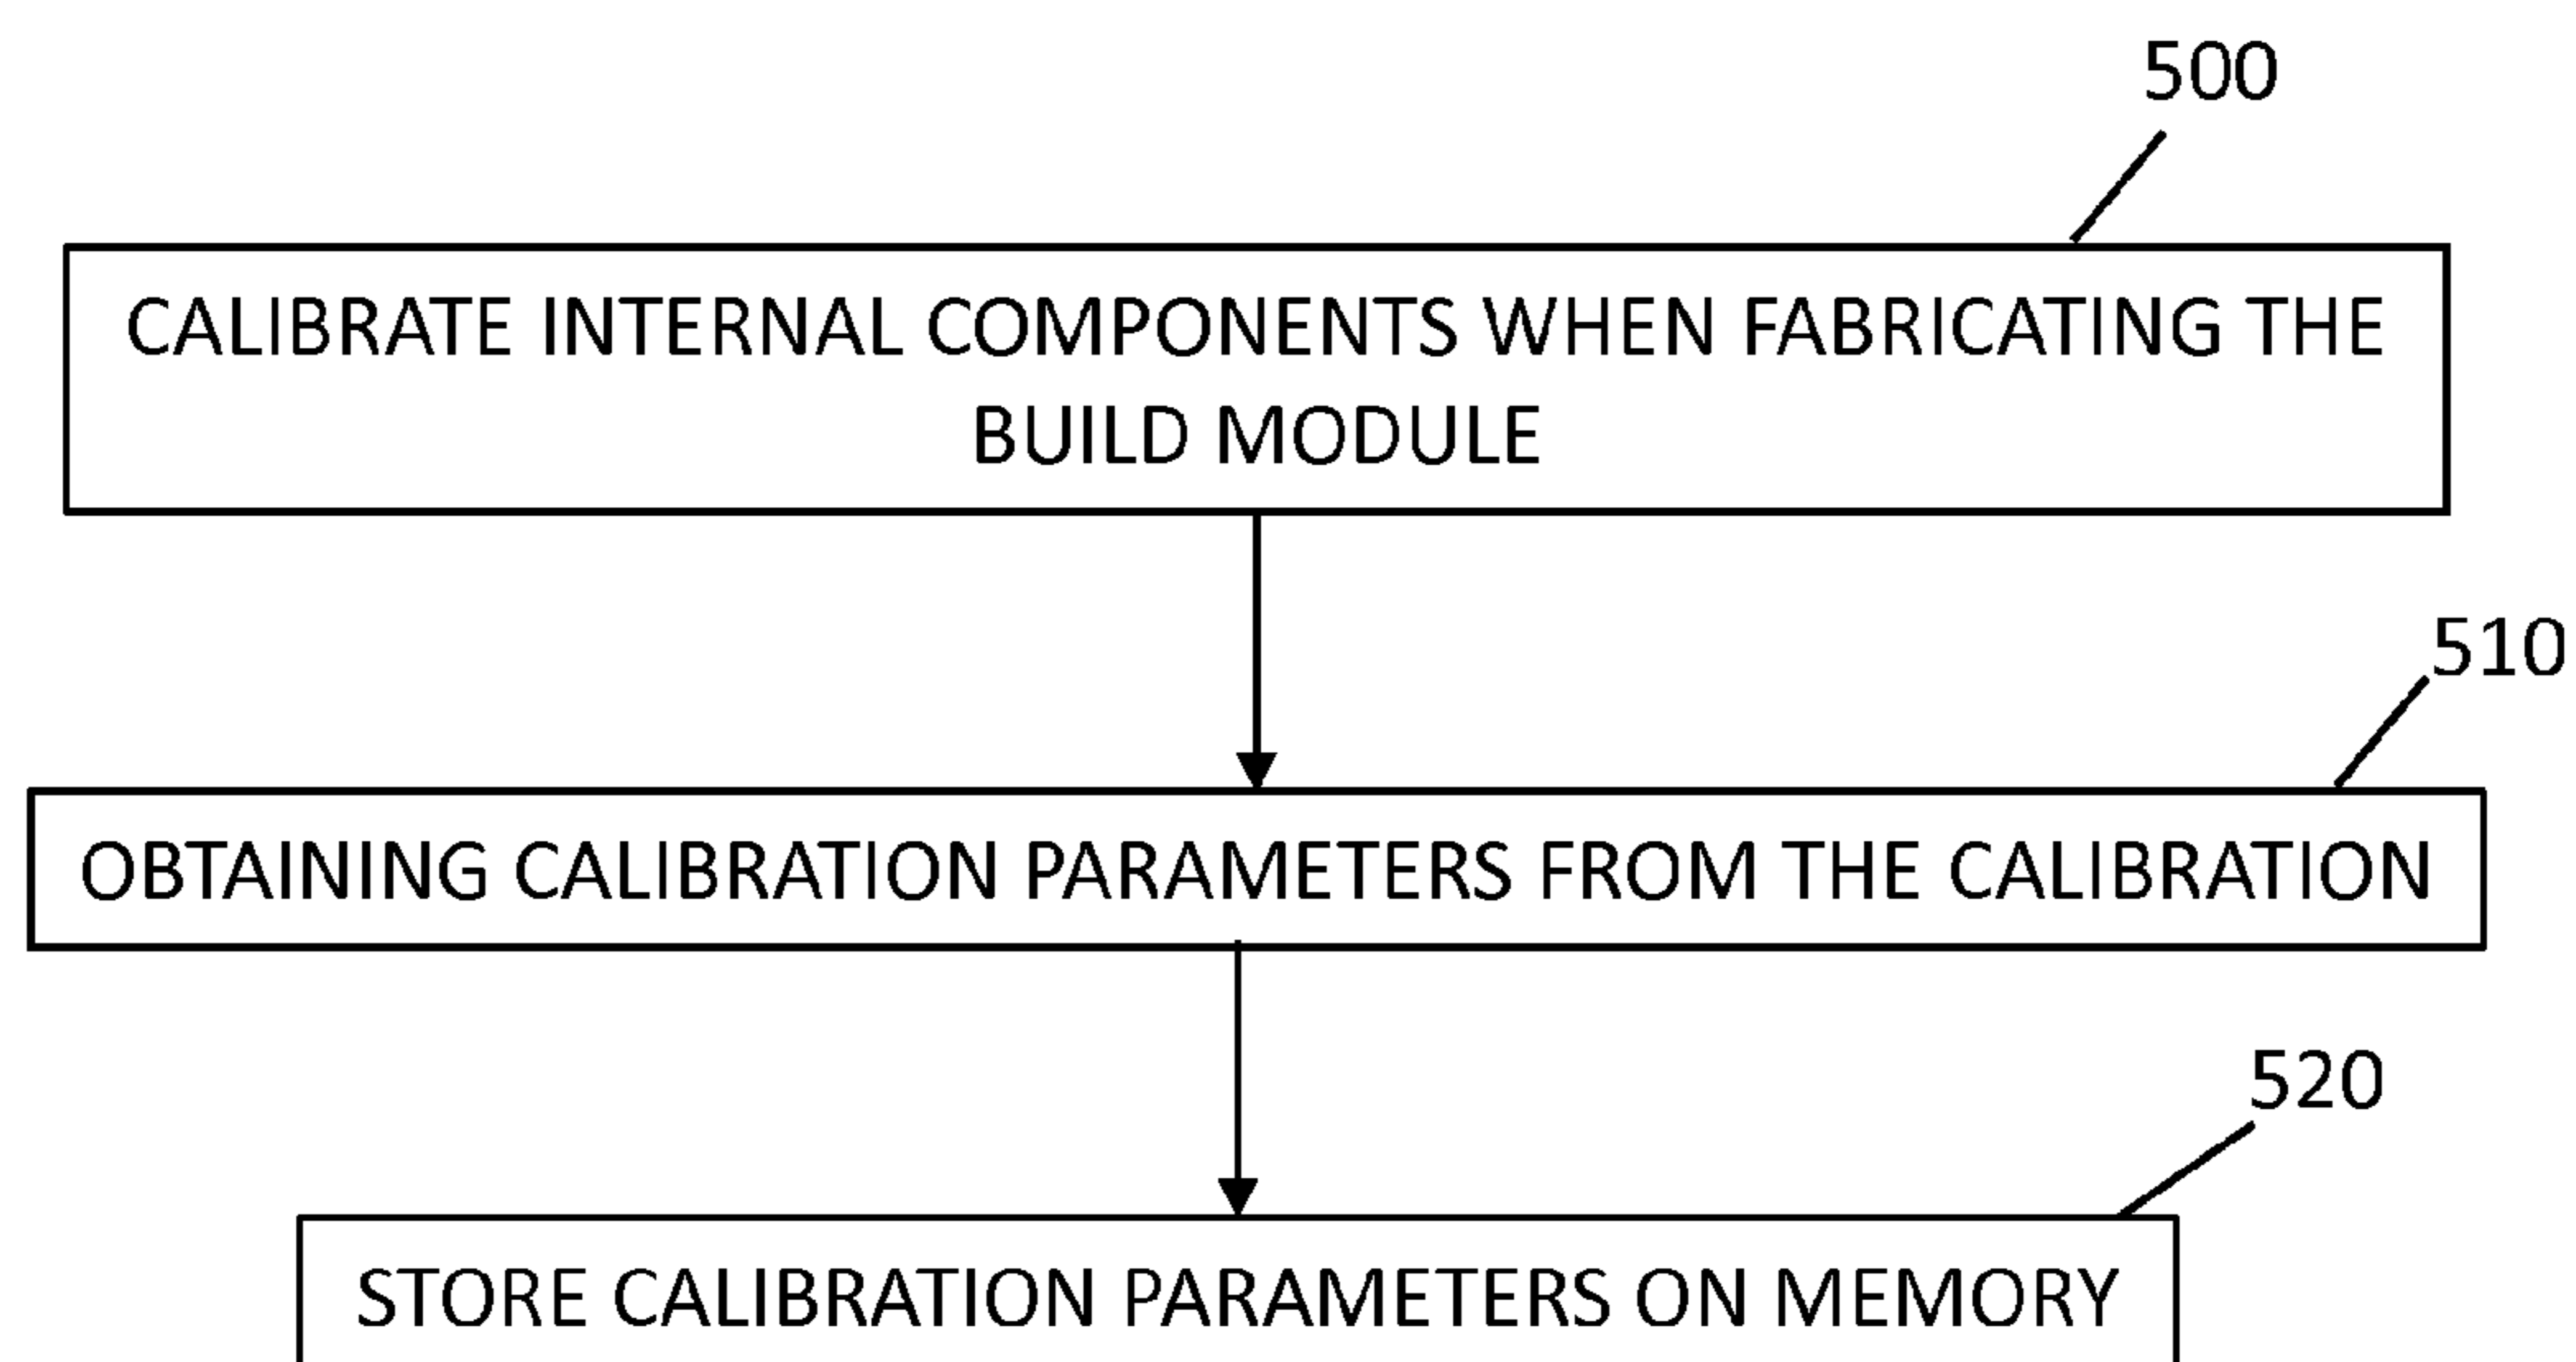 500
CALIBRATE INTERNAL COMPONENTS WHEN FABRICATING THE
BUILD MODULE
510
OBTAINING CALIBRATION PARAMETERS FROM THE CALIBRATION
520
STORE CALIBRATION PARAMETERS ON MEMORY